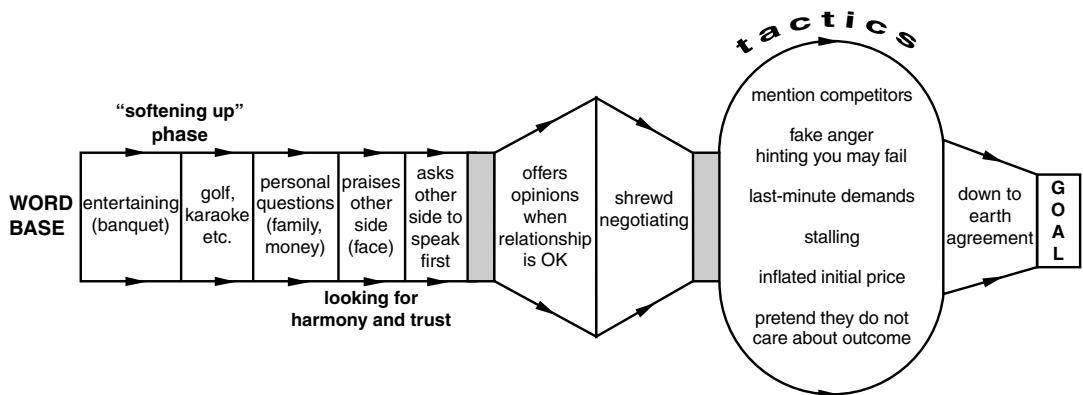 tactics
"softening up"
phase
WORD
BASE
entertaining
(banquet)
golf,
karaoke
etc.
personal
questions
(family,
money)
praises
other
side
(face)
asks
other
side to
speak
first
looking for
harmony and trust
offers
opinions
when
relationship
is OK
shrewd
negotiating
mention competitors
fake anger
hinting you may fail
last-minute demands
stalling
inflated initial price
pretend they do not
care about outcome
down to
earth
agreement
G
O
A
L